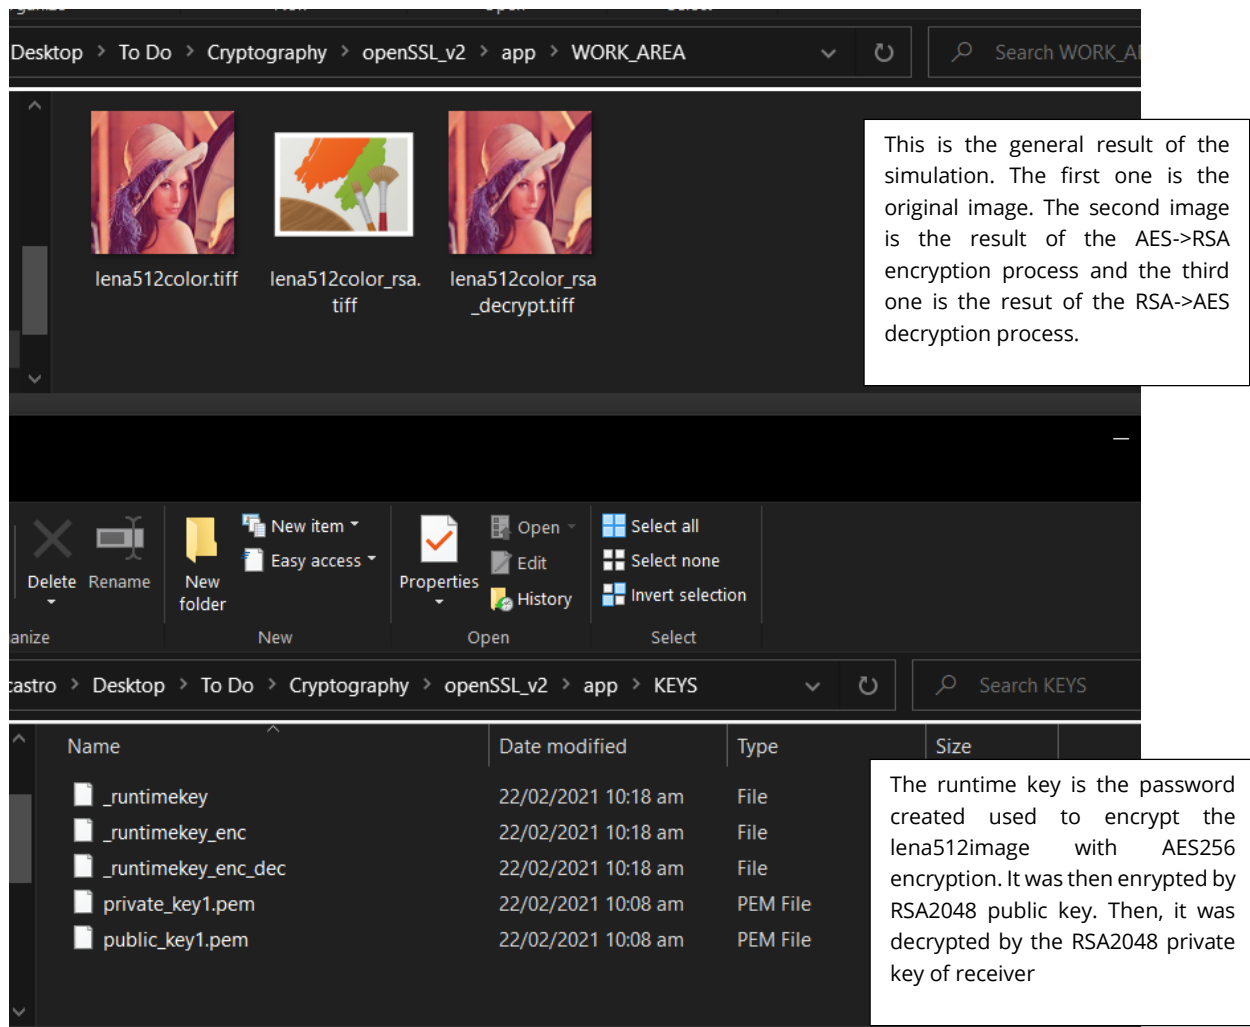 Desktop > To Do > Cryptography > openSSL_v2 > app > WORK_AREA
Search WORK_A
lena512color.tiff
lena512color_rsa.
tiff
lena512color_rsa
_decrypt.tiff
This is the general result of the
simulation. The first one is the
original image. The second image
is the result of the AES->RSA
encryption process and the third
one is the resut of the RSA->AES
decryption process.
Delete
Rename
New
folder
New item
Easy access
Properties
Open
Edit
History
Select all
Select none
Invert selection
anize
New
Open
Select
castro > Desktop > To Do > Cryptography > openSSL_v2 > app > KEYS
Search KEYS
Name Date modified Type Size
_runtimekey 22/02/2021 10:18 am File
_runtimekey_enc 22/02/2021 10:18 am File
_runtimekey_enc_dec 22/02/2021 10:18 am File
private_key1.pem 22/02/2021 10:08 am PEM File
public_key1.pem 22/02/2021 10:08 am PEM File
The runtime key is the password
created used to encrypt the
lena512image with AES256
encryption. It was then enrypted by
RSA2048 public key. Then, it was
decrypted by the RSA2048 private
key of receiver